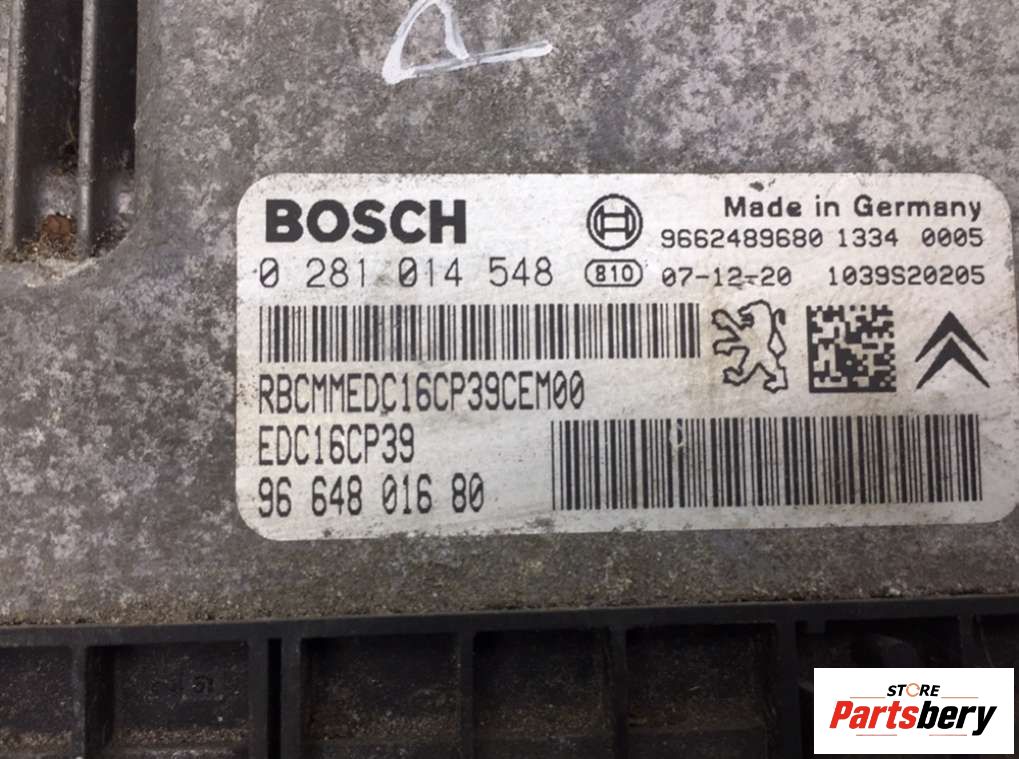 BOSCH
Made in Germany
9662489680 1334 0005
0 281 014 548
810 07-12-20 1039S20205
RBCMMEDC16CP39CEM00
EDC16CP39
96 648 016 80
STORE
Partsbery